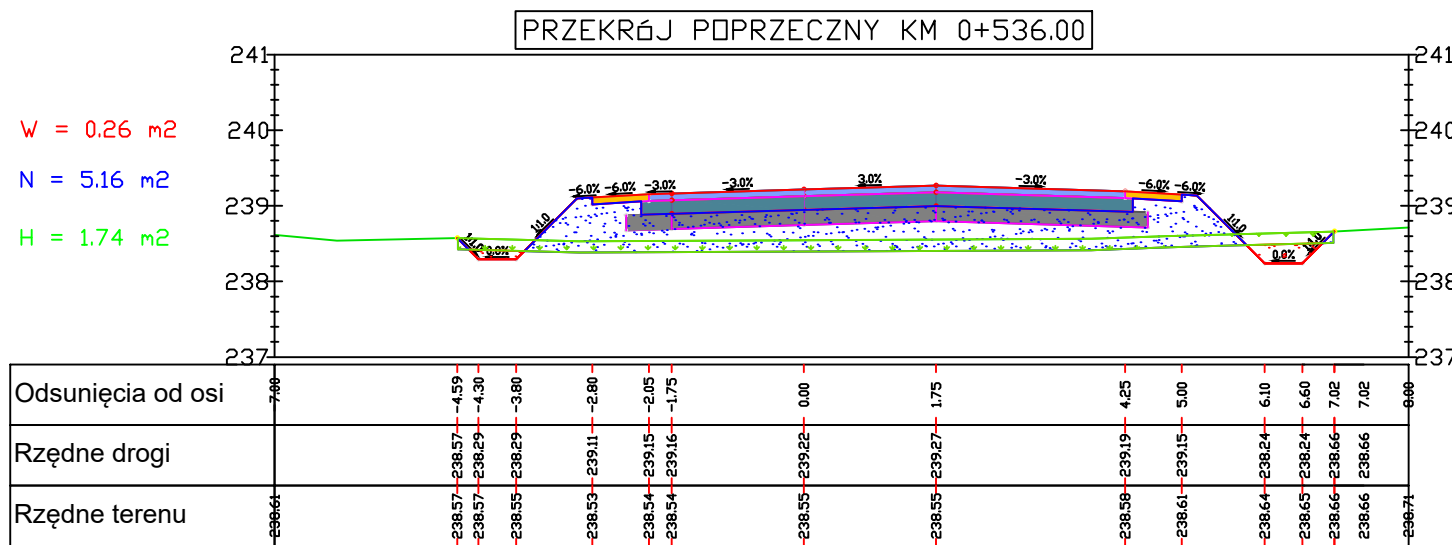 PRZEKRóJ POPRZECZNY KM 0+536.00
241 241
W = 0.26 m2
240 240
N = 5.16 m2
-6.0% -6.0% -3.0% -3.0% 3.0% -3.0% -6.0% -6.0%
239 239
H = 1.74 m2
1:1.0 1:1.0 1:1.0
0.0%
238 238
237 237
Odsunięcia od osi 7.00 -4.59 -4.30 -3.80 -2.80 -2.05 -1.75 0.00 1.75 4.25 5.00 6.10 6.60 7.02 7.02 8.00
Rzędne drogi 238.57 238.29 238.29 239.11 239.15 239.16 239.22 239.27 239.19 239.15 238.24 238.24 238.66 238.66
Rzędne terenu 238.61 238.57 238.57 238.55 238.53 238.54 238.54 238.55 238.55 238.58 238.61 238.64 238.65 238.66 238.66 238.71